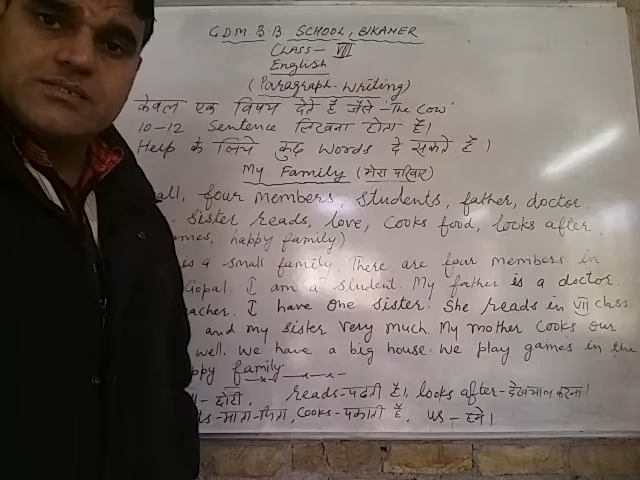 G.D.M. B.B. SCHOOL, BIKANER
CLASS - VII
English
(Paragraph-Writing)
केवल एक विषय देते हैं जैसे 'The Cow'
10-12 Sentence लिखना होता है।
Help के लिये कुछ words दे सकते हैं।
My Family (मेरा परिवार)
all, four members, students, father, doctor
Sister reads, love, cooks food, looks after,
happy family)
is a small family. There are four members in
Gopal. I am a student. My father is a doctor.
I have one sister. She reads in VII class.
and my sister very much. My mother cooks our
well. We have a big house. We play games in the
family.
- छोटी, reads-पढती है। looks after-देखभाल करना।
-माता-पिता, cooks-पकाती है, us - हमें।